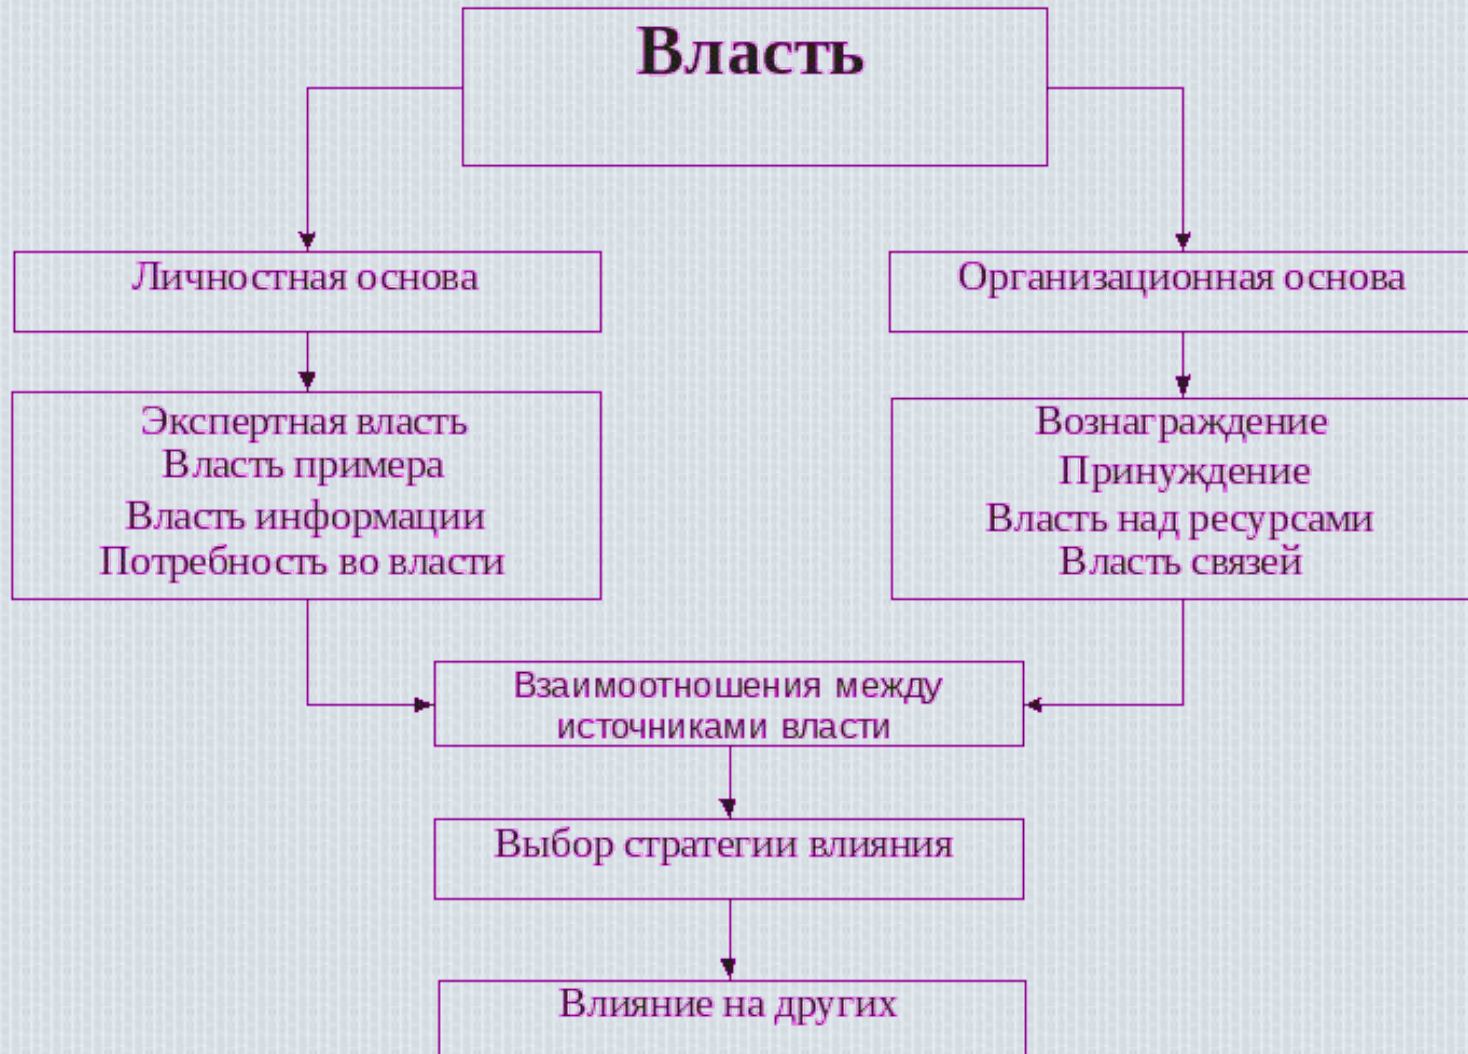 Власть
Личностная основа
Организационная основа
Экспертная власть
Власть примера
Власть информации
Потребность во власти
Вознаграждение
Принуждение
Власть над ресурсами
Власть связей
Взаимоотношения между
источниками власти
Выбор стратегии влияния
Влияние на других